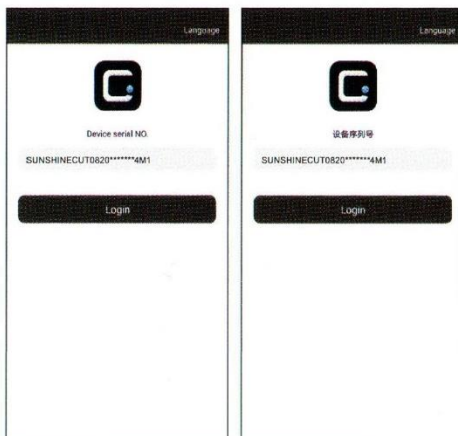 Language
Device serial NO.
SUNSHINECUT0820*******4M1
Login
Language
设备序列号
SUNSHINECUT0820*******4M1
Login